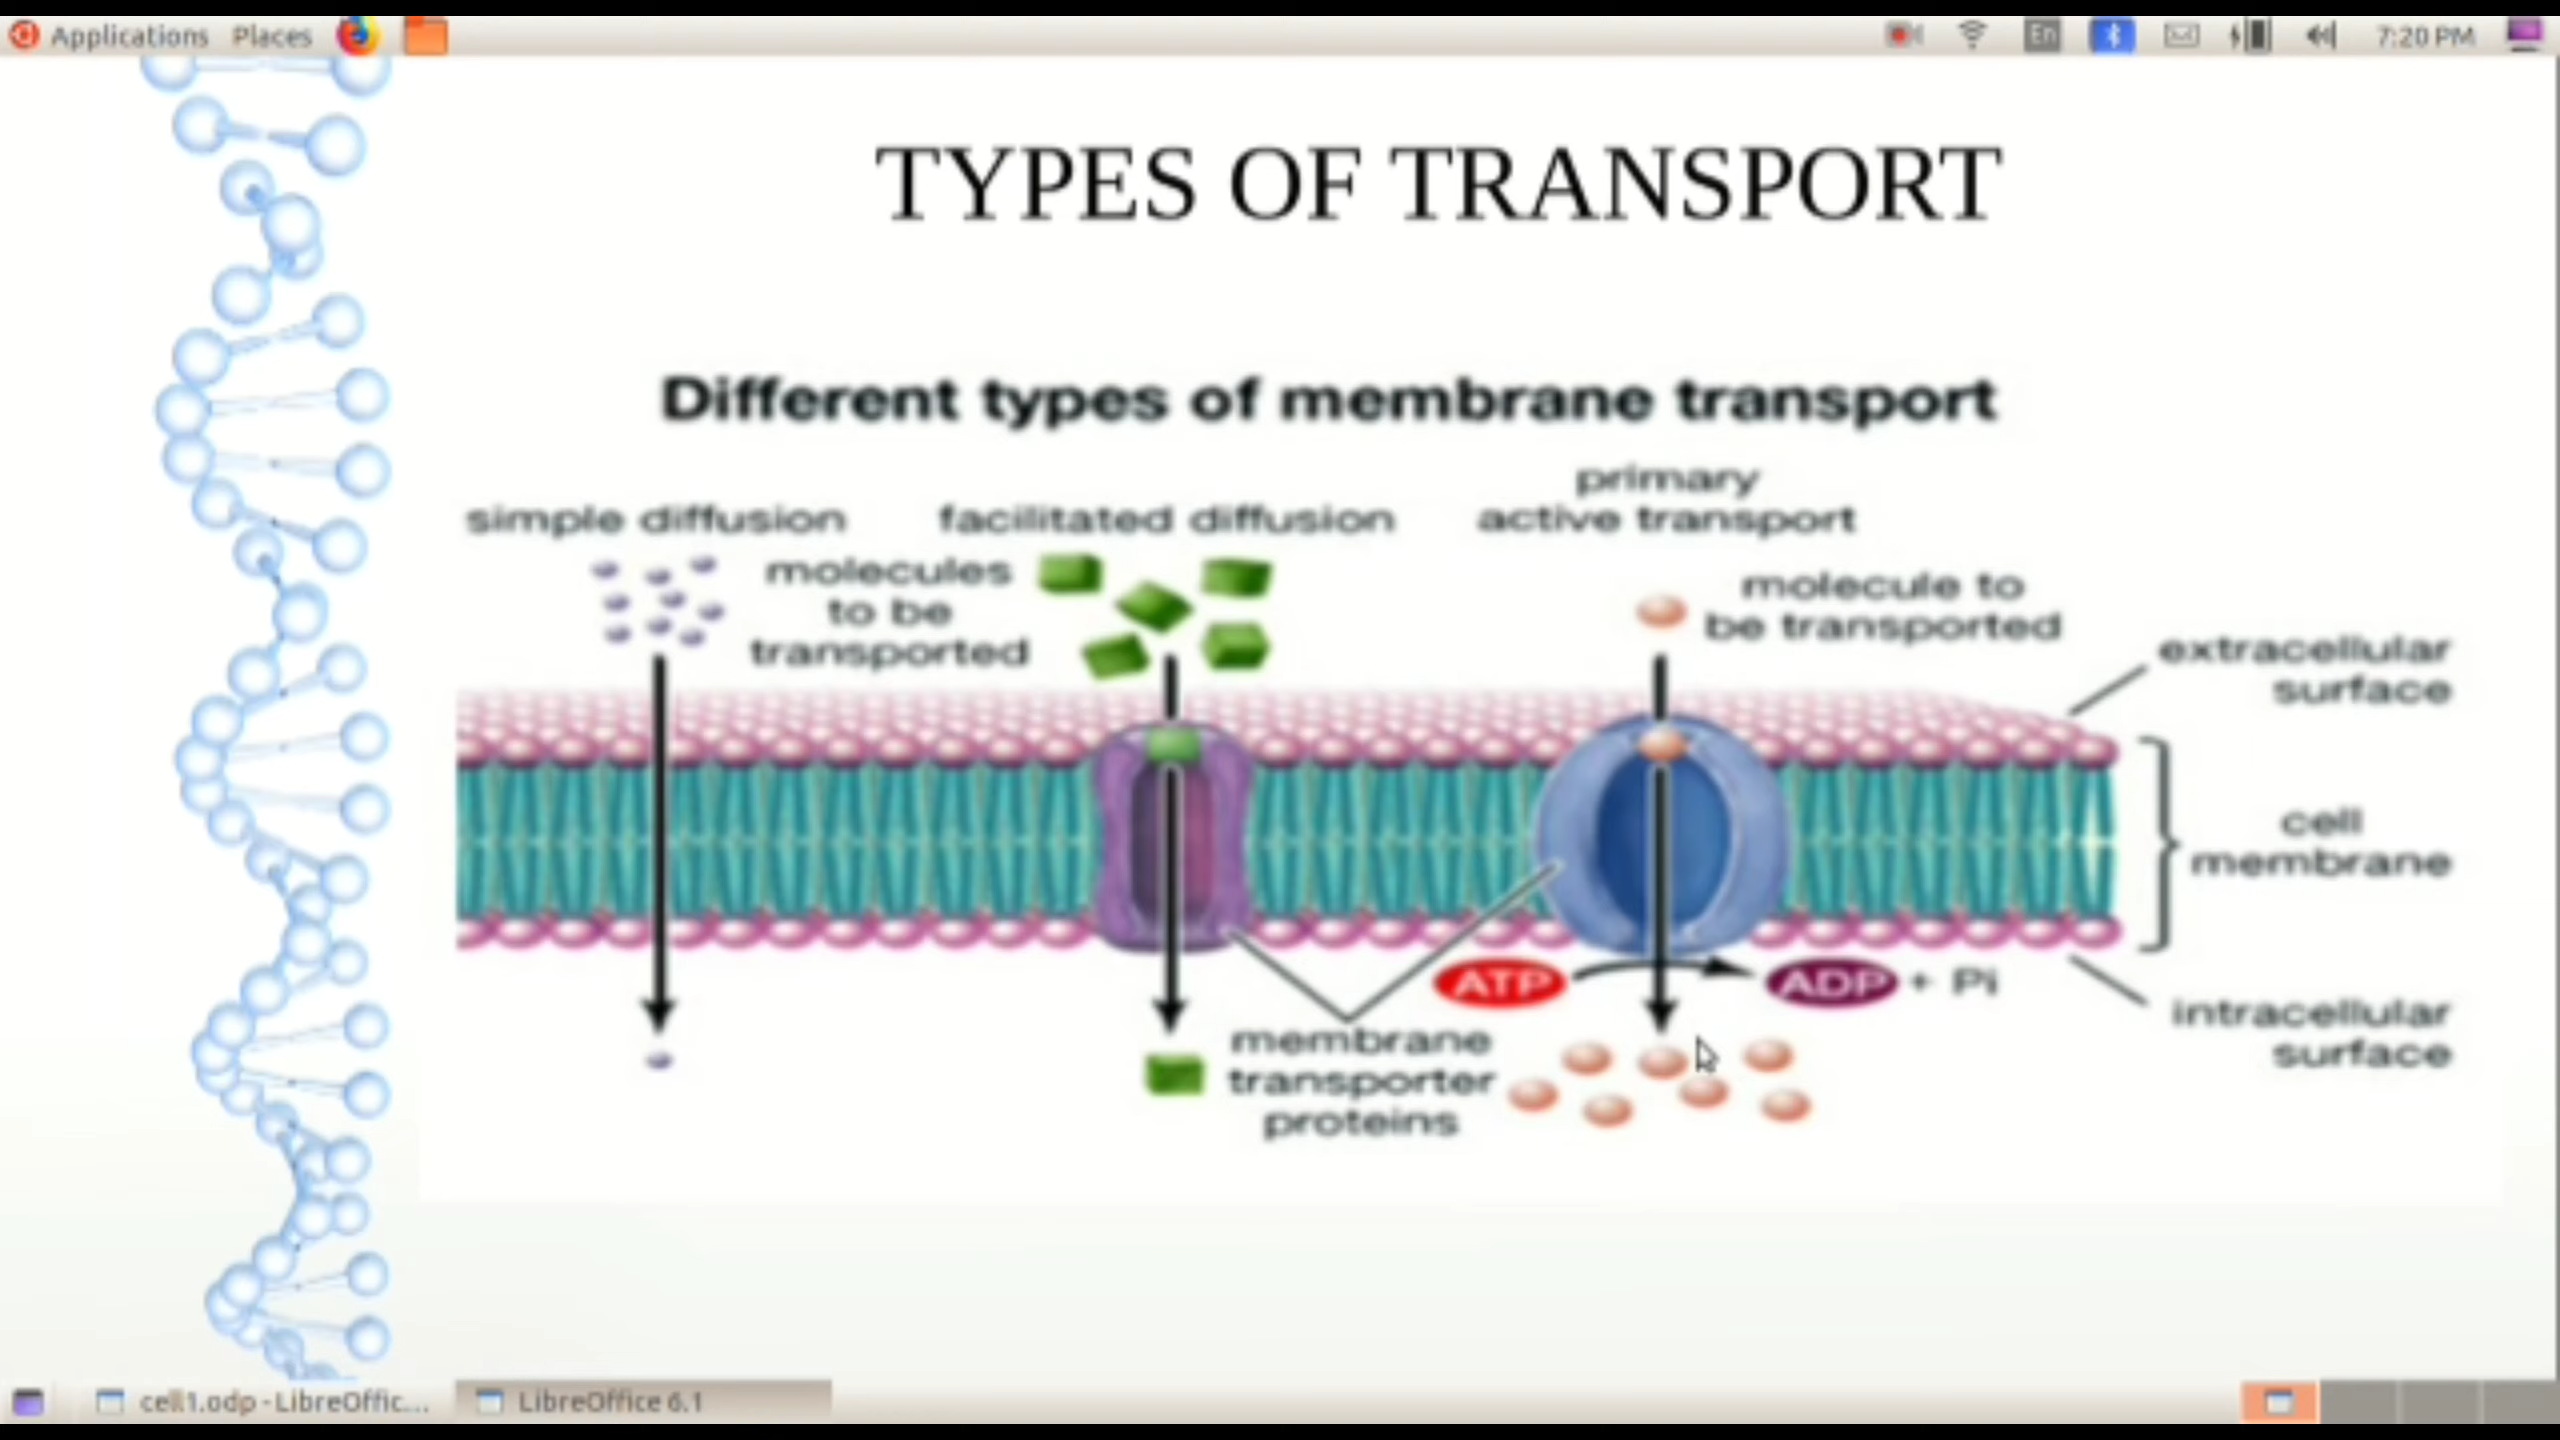 Applications Places
En
7:20 PM
TYPES OF TRANSPORT
Different types of membrane transport
simple diffusion
facilitated diffusion
primary
active transport
molecules
to be
transported
molecule to
be transported
extracellular
surface
cell
membrane
ATP
ADP + Pi
intracellular
surface
membrane
transporter
proteins
cell1.odp - LibreOffic...
LibreOffice 6.1